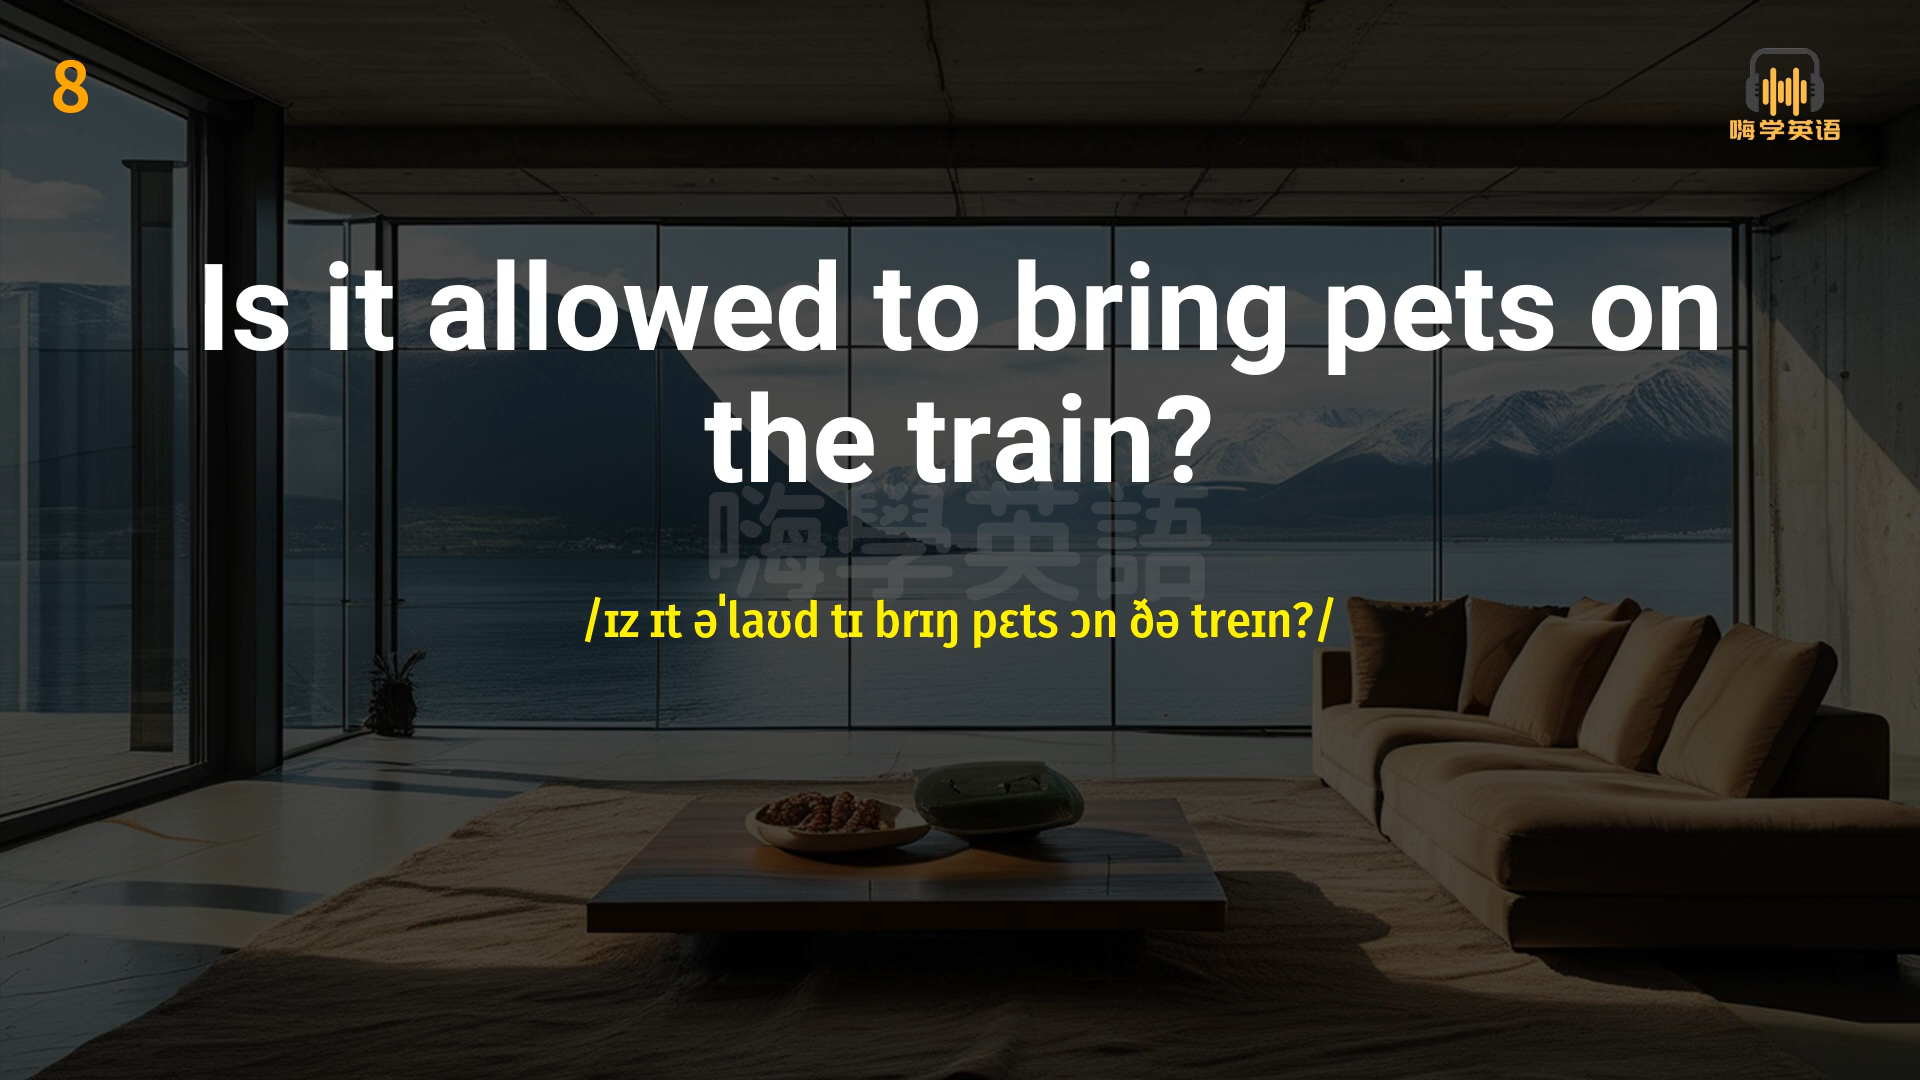 8
嗨学英语
Is it allowed to bring pets on
the train?
嗨學英語
/ɪz ɪt əˈlaʊd tɪ brɪŋ pɛts ɔn ðə treɪn?/